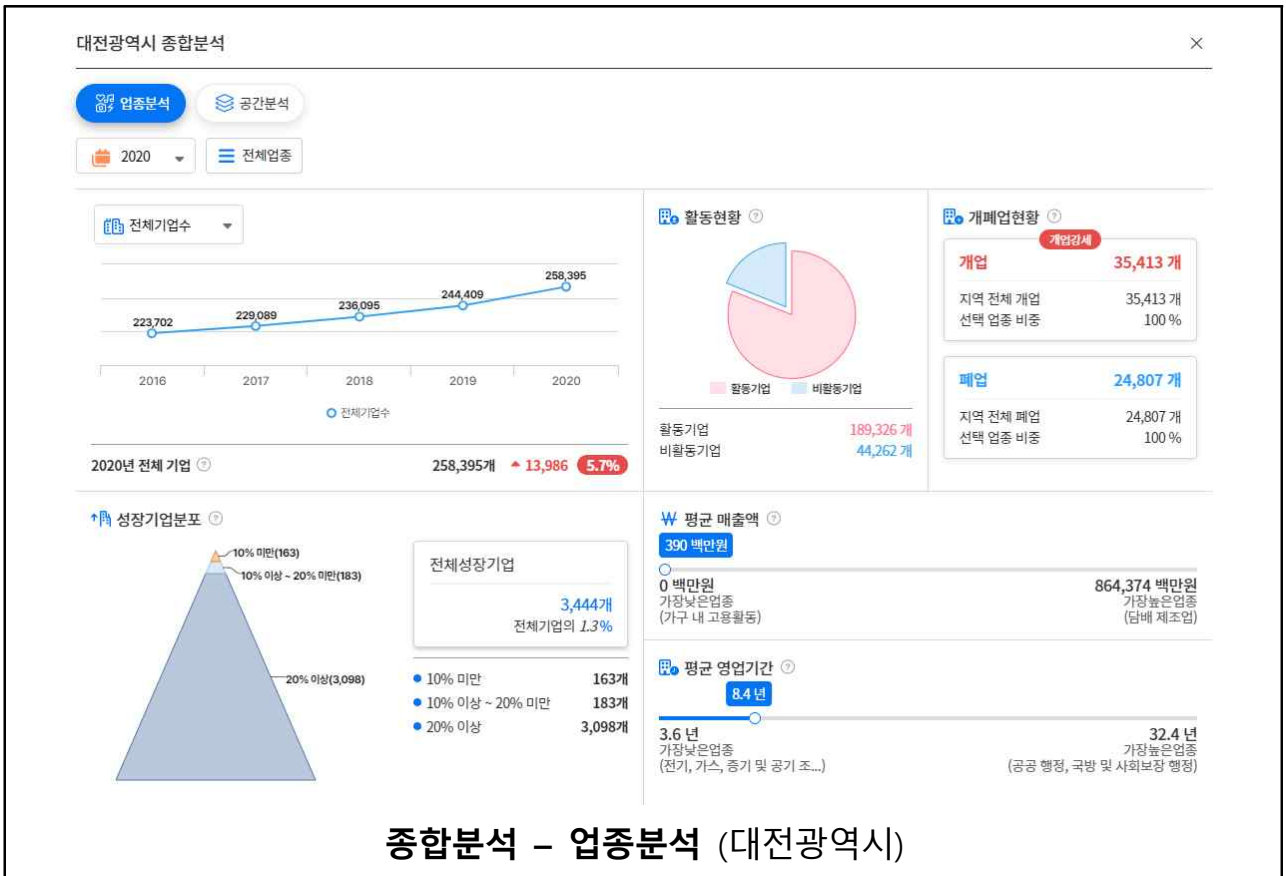 대전광역시 종합분석
업종분석 공간분석
2020 전체업종
전체기업수
223,702 229,089 236,095 244,409 258,395
2016 2017 2018 2019 2020
전체기업수
2020년 전체 기업 258,395개 13,986 5.7%
활동현황
활동기업 비활동기업
활동기업 189,326 개
비활동기업 44,262 개
개폐업현황
개업강세
개업 35,413 개
지역 전체 개업 35,413 개
선택 업종 비중 100 %
폐업 24,807 개
지역 전체 폐업 24,807 개
선택 업종 비중 100 %
성장기업분포
10% 미만(163)
10% 이상 ~ 20% 미만(183)
20% 이상(3,098)
전체성장기업
3,444개
전체기업의 1.3%
10% 미만 163개
10% 이상 ~ 20% 미만 183개
20% 이상 3,098개
₩ 평균 매출액
390 백만원
0 백만원 864,374 백만원
가장낮은업종 가장높은업종
(가구 내 고용활동) (담배 제조업)
평균 영업기간
8.4 년
3.6 년 32.4 년
가장낮은업종 가장높은업종
(전기, 가스, 증기 및 공기 조...) (공공 행정, 국방 및 사회보장 행정)
종합분석 – 업종분석 (대전광역시)